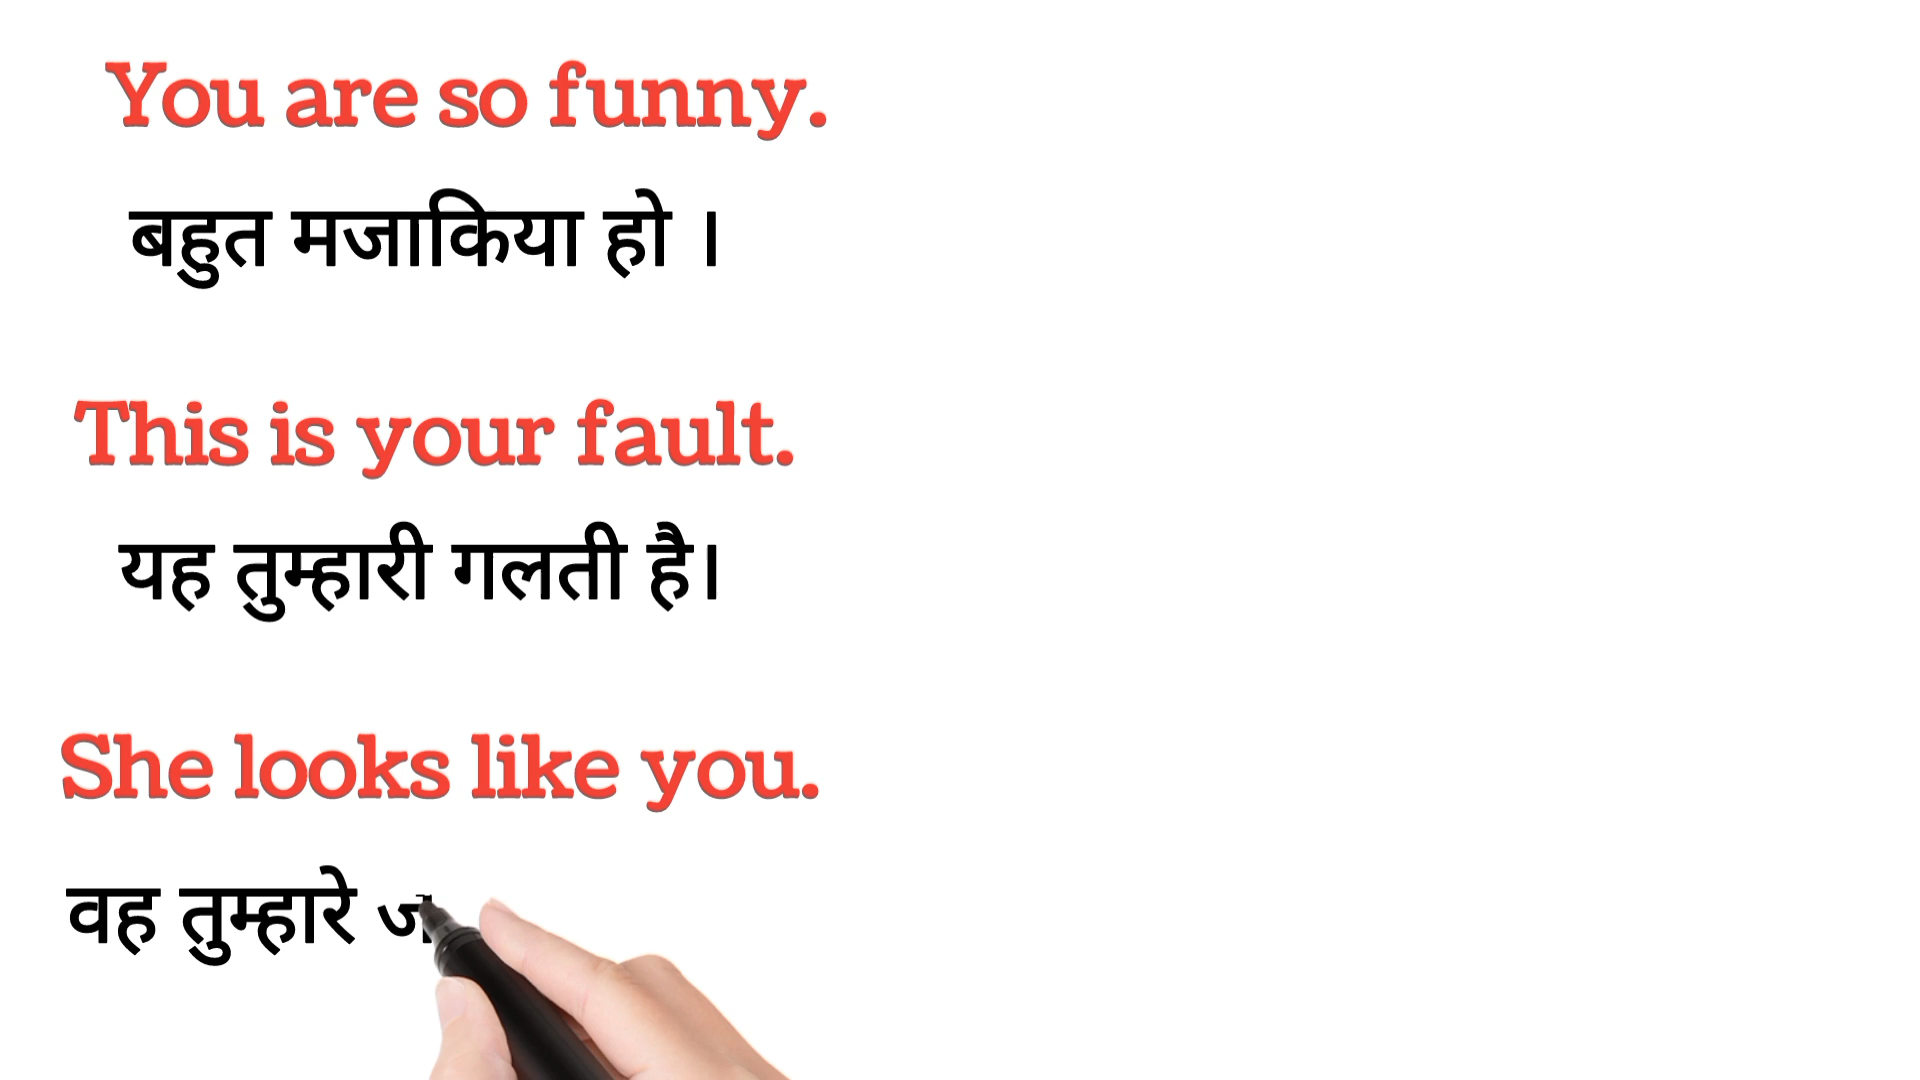 You are so funny.
बहुत मजाकिया हो ।
This is your fault.
यह तुम्हारी गलती है।
She looks like you.
वह तुम्हारे